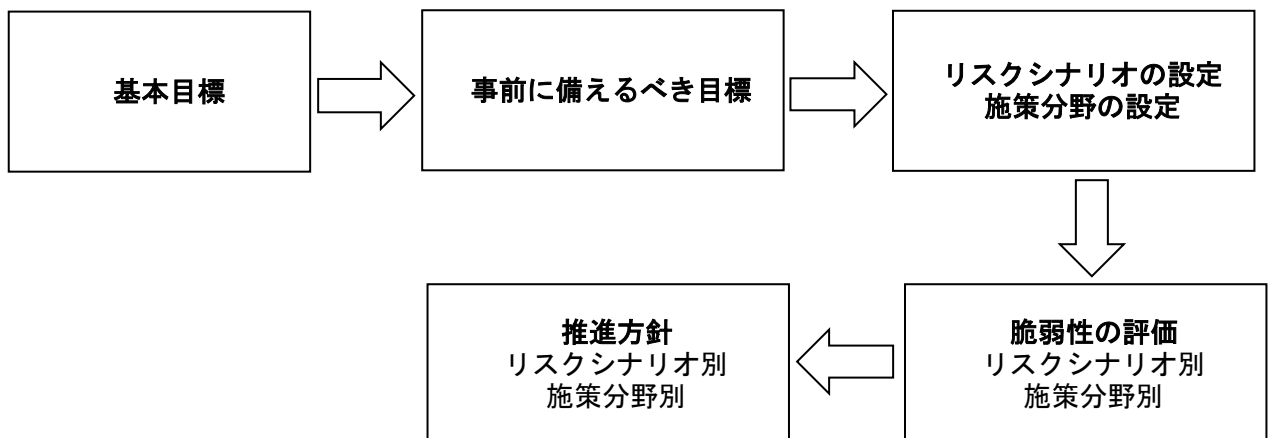 基本目標
事前に備えるべき目標
リスクシナリオの設定
施策分野の設定
脆弱性の評価
リスクシナリオ別
施策分野別
推進方針
リスクシナリオ別
施策分野別